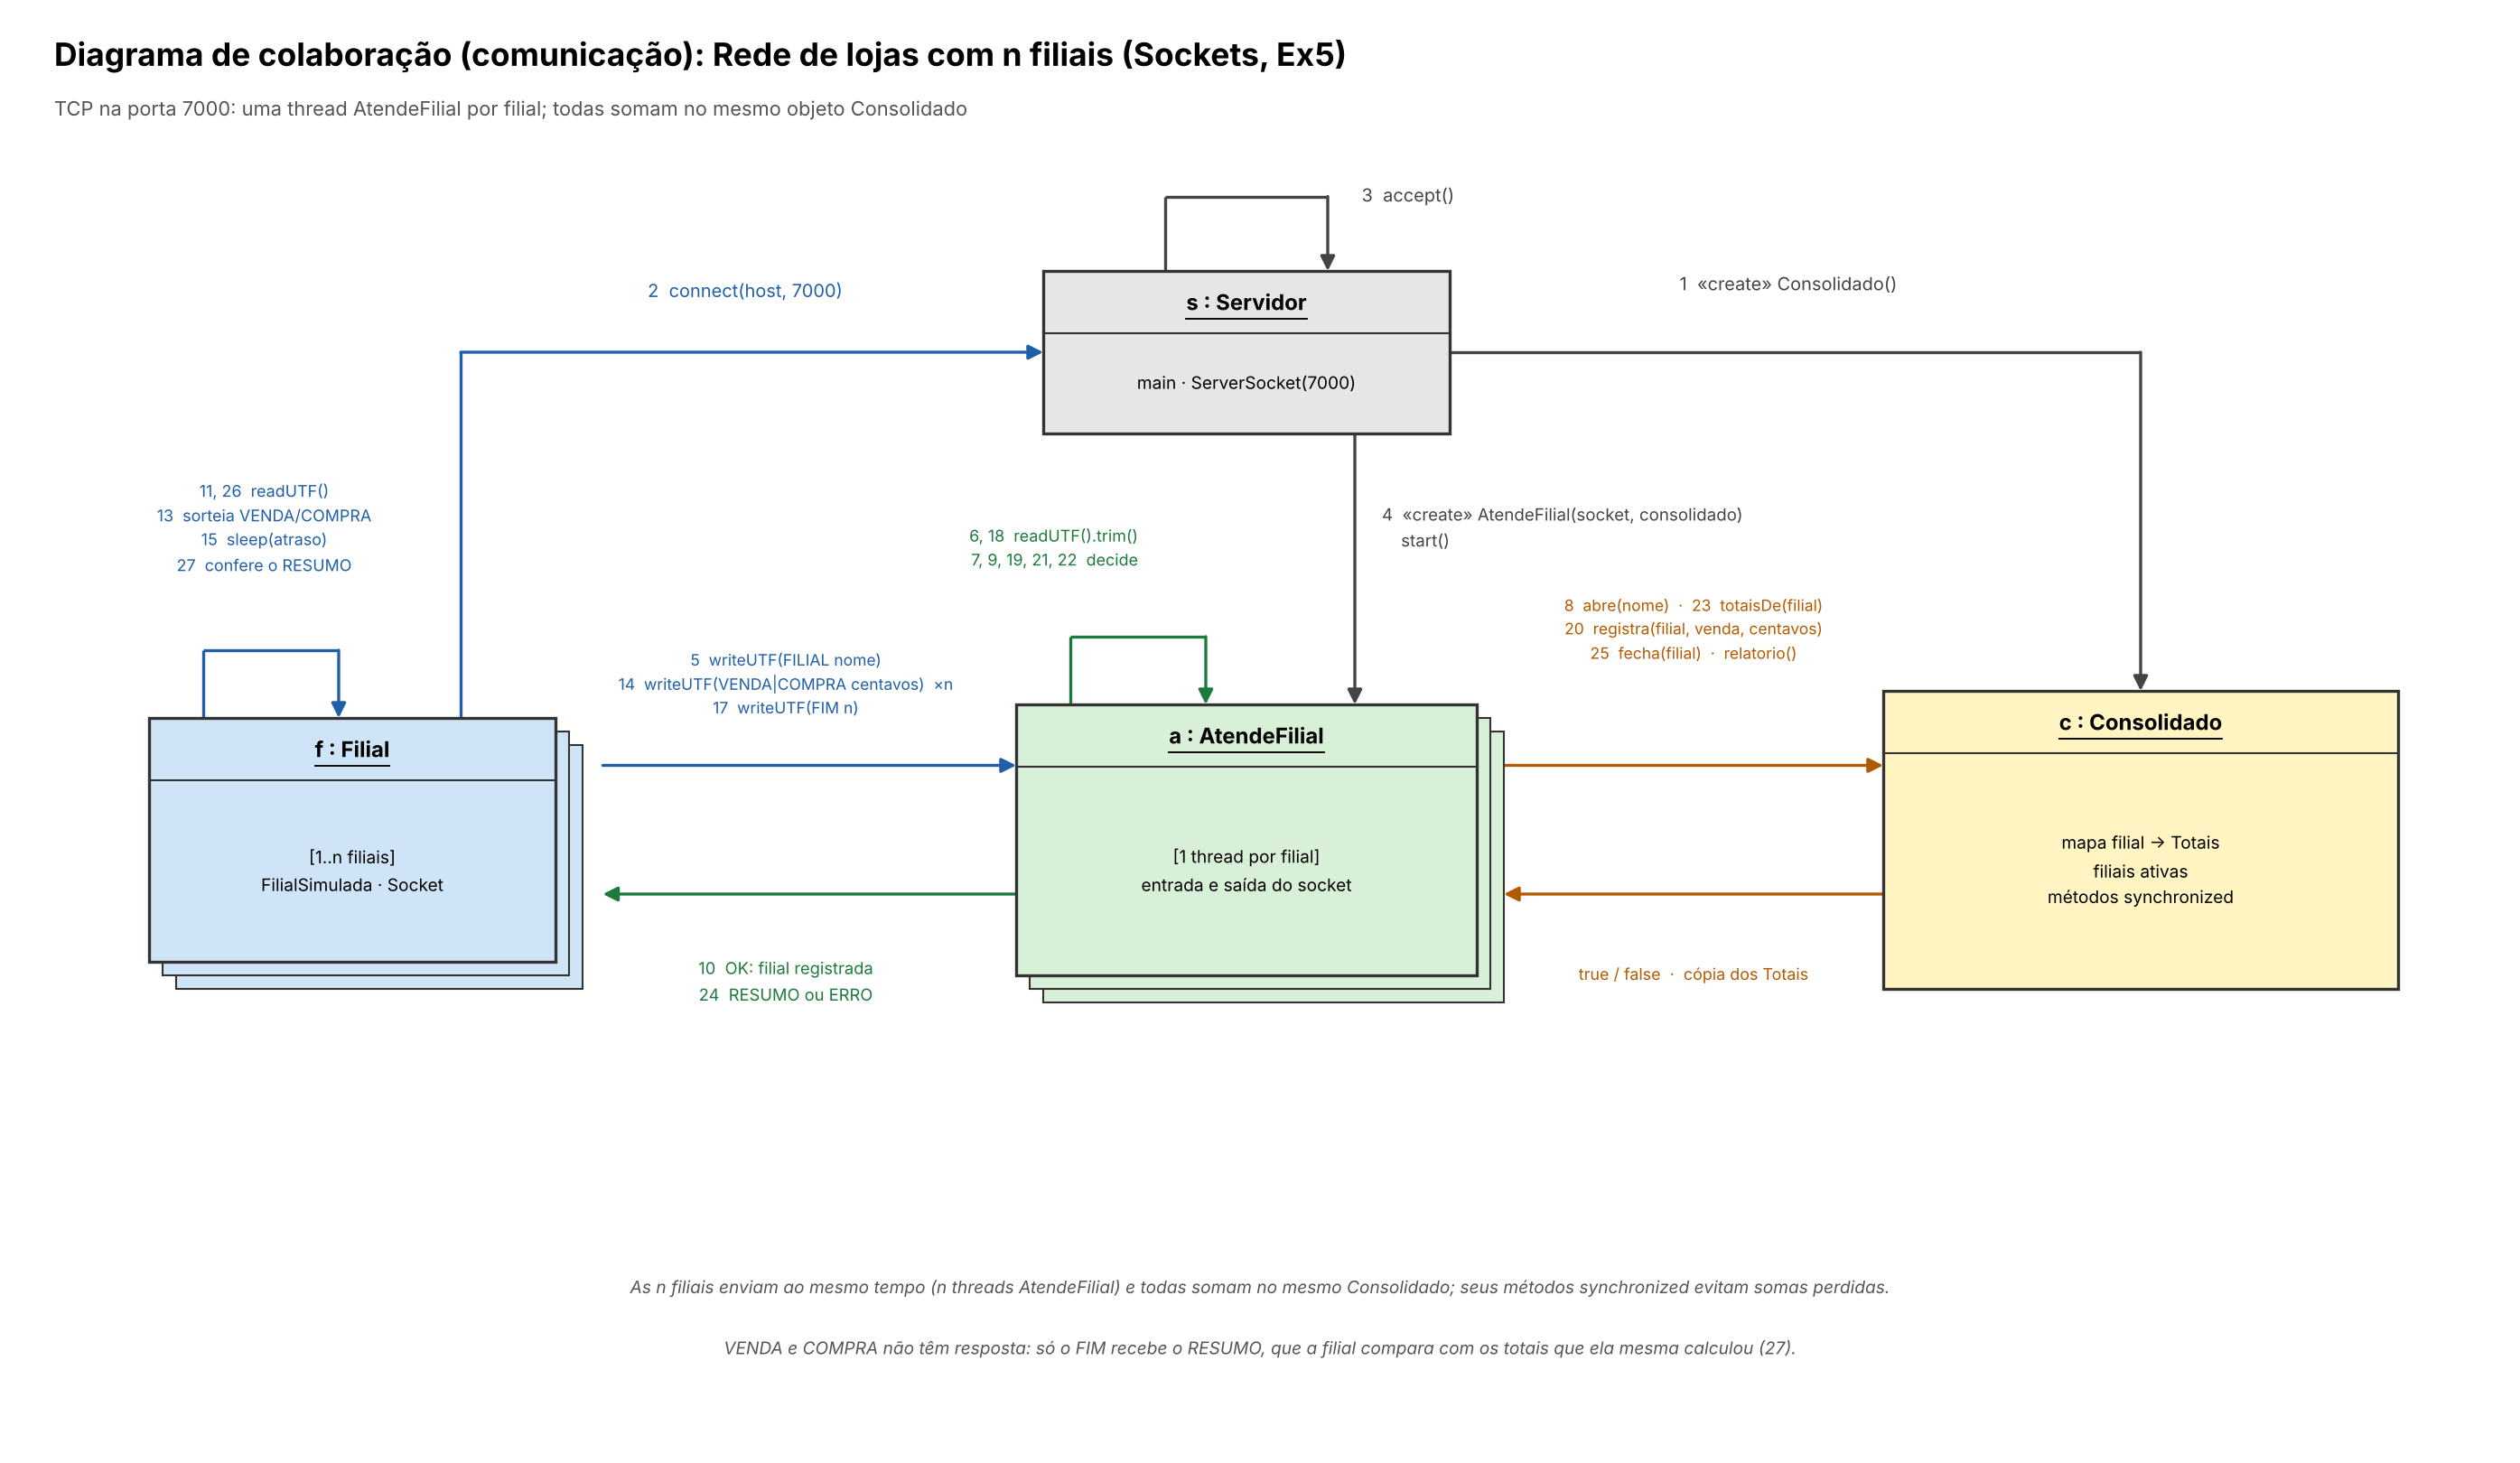 Diagrama de colaboração (comunicação): Rede de lojas com n filiais (Sockets, Ex5)
TCP na porta 7000: uma thread AtendeFilial por filial; todas somam no mesmo objeto Consolidado
3 accept()
2 connect(host, 7000)
1 «create» Consolidado()
s : Servidor
main · ServerSocket(7000)
11, 26 readUTF()
13 sorteia VENDA/COMPRA
15 sleep(atraso)
27 confere o RESUMO
6, 18 readUTF().trim()
7, 9, 19, 21, 22 decide
4 «create» AtendeFilial(socket, consolidado)
start()
8 abre(nome) · 23 totaisDe(filial)
20 registra(filial, venda, centavos)
25 fecha(filial) · relatorio()
5 writeUTF(FILIAL nome)
14 writeUTF(VENDA|COMPRA centavos) ×n
17 writeUTF(FIM n)
f : Filial
[1..n filiais]
FilialSimulada · Socket
a : AtendeFilial
[1 thread por filial]
entrada e saída do socket
c : Consolidado
mapa filial → Totais
filiais ativas
métodos synchronized
10 OK: filial registrada
24 RESUMO ou ERRO
true / false · cópia dos Totais
As n filiais enviam ao mesmo tempo (n threads AtendeFilial) e todas somam no mesmo Consolidado; seus métodos synchronized evitam somas perdidas.
VENDA e COMPRA não têm resposta: só o FIM recebe o RESUMO, que a filial compara com os totais que ela mesma calculou (27).